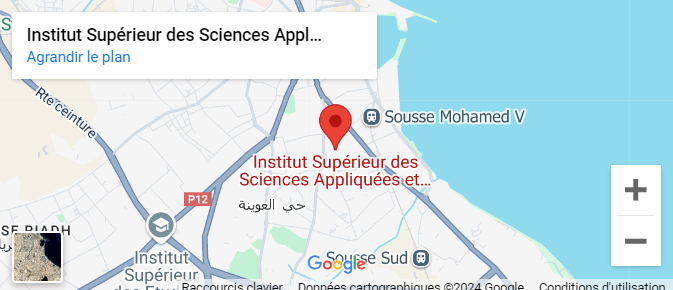 Institut Supérieur des Sciences Appl...
Agrandir le plan
Rte ceinture
Sousse Mohamed V
Institut Supérieur des
Sciences Appliquées et...
P12
حي العوينة
SE RIADH
Institut
Supérieur
des Etu
Sousse Sud
Google
Raccourcis clavier
Données cartographiques ©2024 Google
Conditions d'utilisation